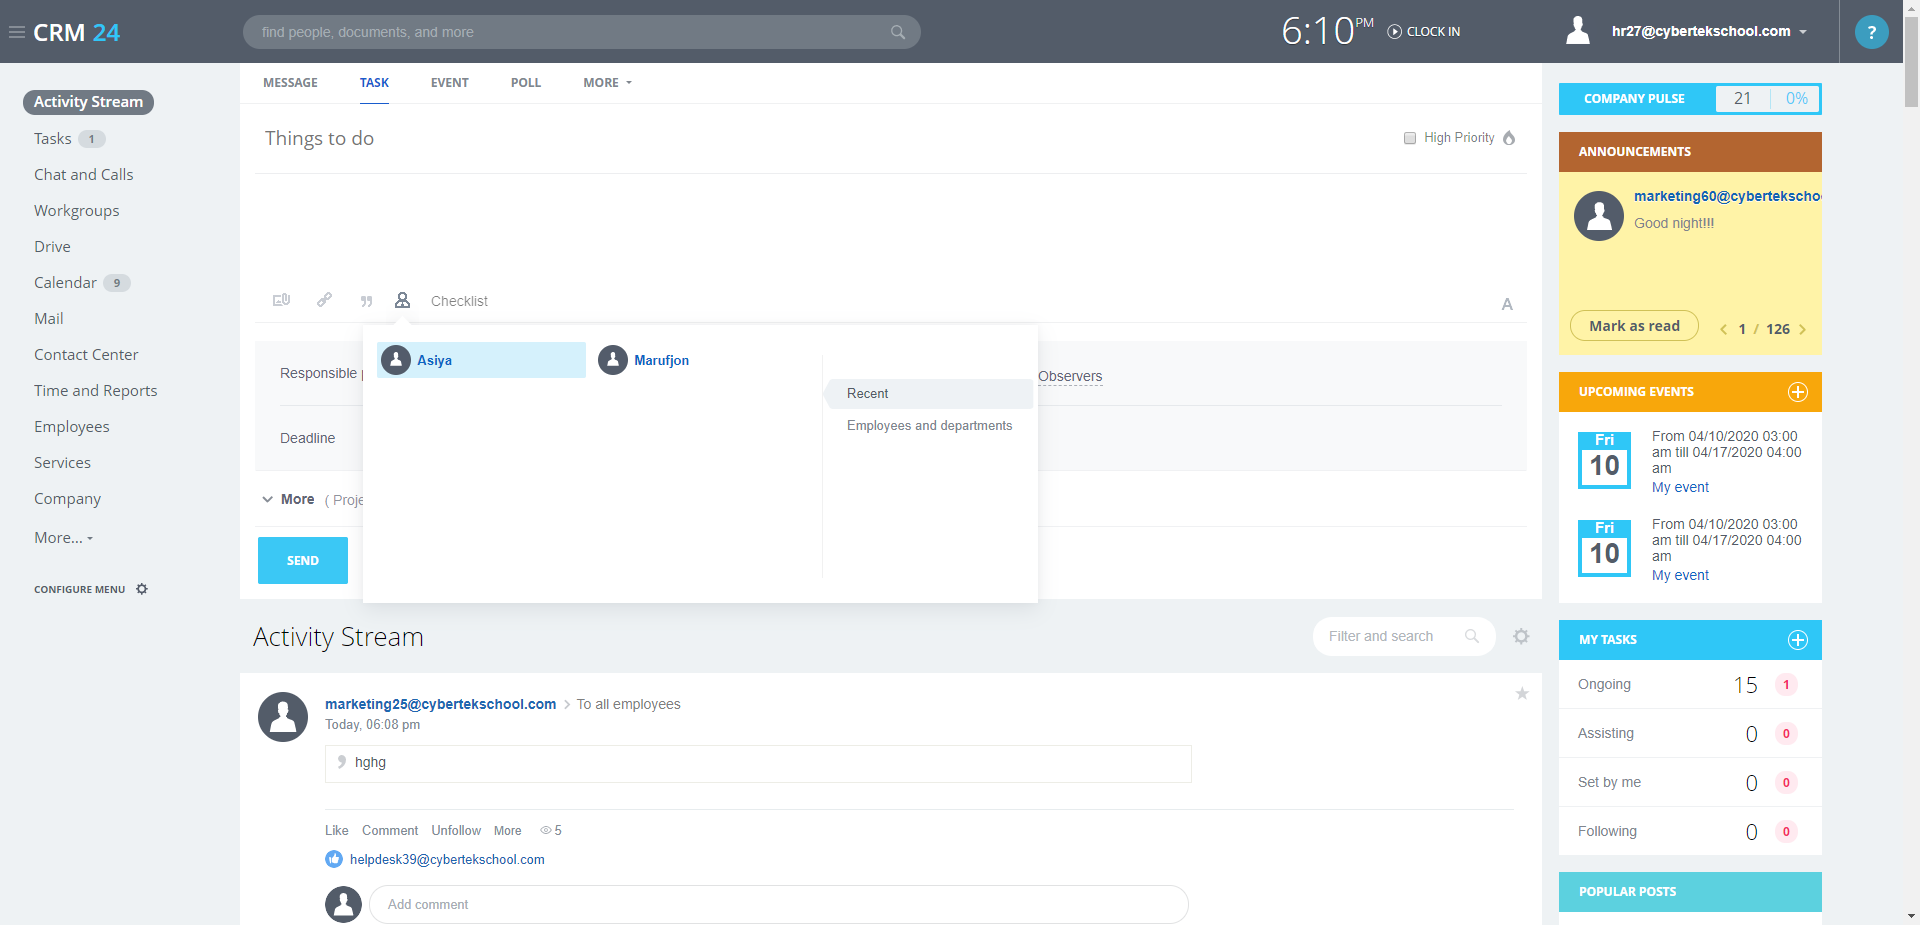 CRM 24
find people, documents, and more
6:10 PM
CLOCK IN
hr27@cybertekschool.com
?
Activity Stream
Tasks 1
Chat and Calls
Workgroups
Drive
Calendar 9
Mail
Contact Center
Time and Reports
Employees
Services
Company
More...
CONFIGURE MENU
MESSAGE TASK EVENT POLL MORE
Things to do
High Priority
Checklist
A
Asiya
Marufjon
Recent
Employees and departments
Responsible
Observers
Deadline
More ( Proje
SEND
Activity Stream
Filter and search
marketing25@cybertekschool.com > To all employees
Today, 06:08 pm
hghg
Like Comment Unfollow More 5
helpdesk39@cybertekschool.com
Add comment
COMPANY PULSE 21 0%
ANNOUNCEMENTS
marketing60@cybertekscho
Good night!!!
Mark as read
1 / 126
UPCOMING EVENTS
Fri
10
From 04/10/2020 03:00
am till 04/17/2020 04:00
am
My event
Fri
10
From 04/10/2020 03:00
am till 04/17/2020 04:00
am
My event
MY TASKS
Ongoing 15 1
Assisting 0 0
Set by me 0 0
Following 0 0
POPULAR POSTS